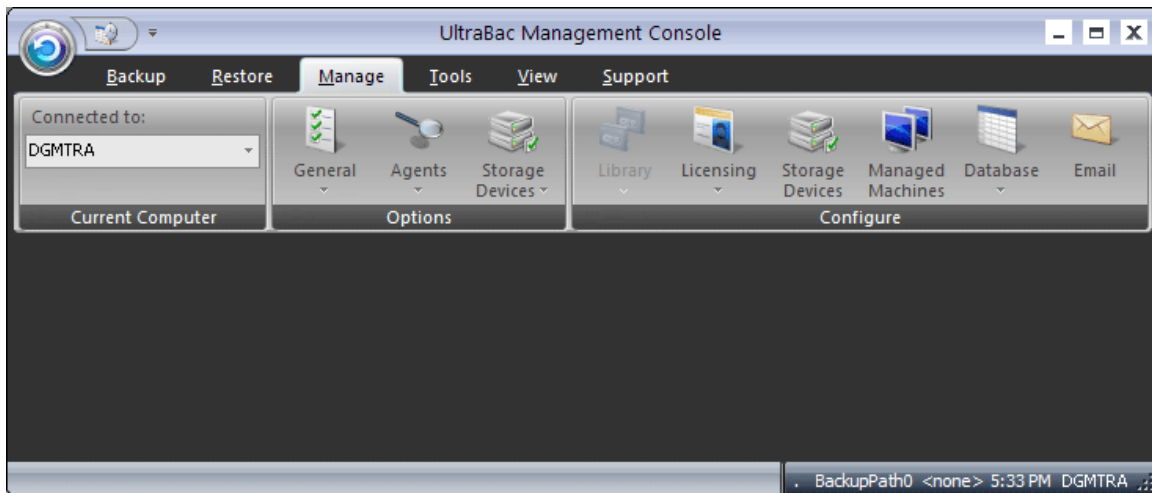 UltraBac Management Console
Backup Restore Manage Tools View Support
Connected to:
DGMTRA
General Agents Storage Devices Library Licensing Storage Devices Managed Machines Database Email
Current Computer Options Configure
. BackupPath0 <none> 5:33 PM DGMTRA